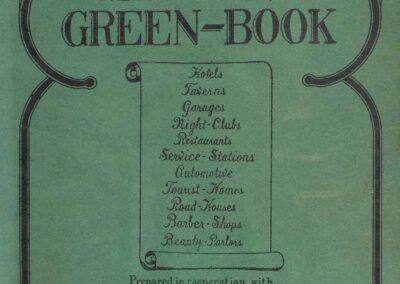 GREEN-BOOK
Hotels
Taverns
Garages
Night-Clubs
Restaurants
Service-Stations
Automotive
Tourist-Homes
Road-Houses
Barber-Shops
Beauty-Parlors
Prepared in cooperation with